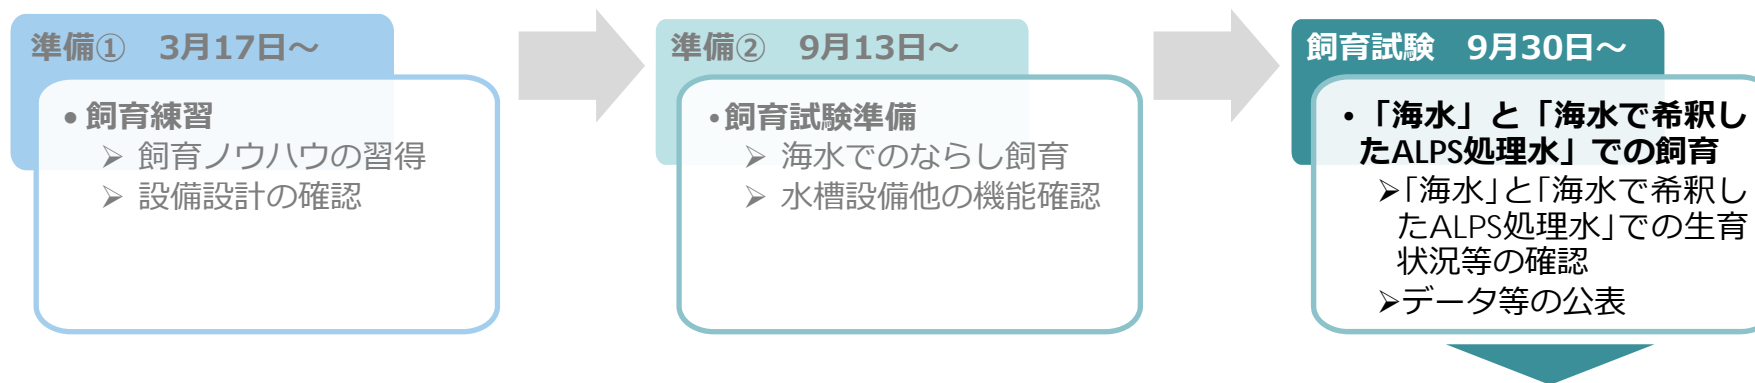 準備① 3月17日～
• 飼育練習
➢ 飼育ノウハウの習得
➢ 設備設計の確認
準備② 9月13日～
•飼育試験準備
➢ 海水でのならし飼育
➢ 水槽設備他の機能確認
飼育試験 9月30日～
•「海水」と「海水で希釈し
たALPS処理水」での飼育
➢｢海水｣と｢海水で希釈し
たALPS処理水｣での生育
状況等の確認
➢データ等の公表